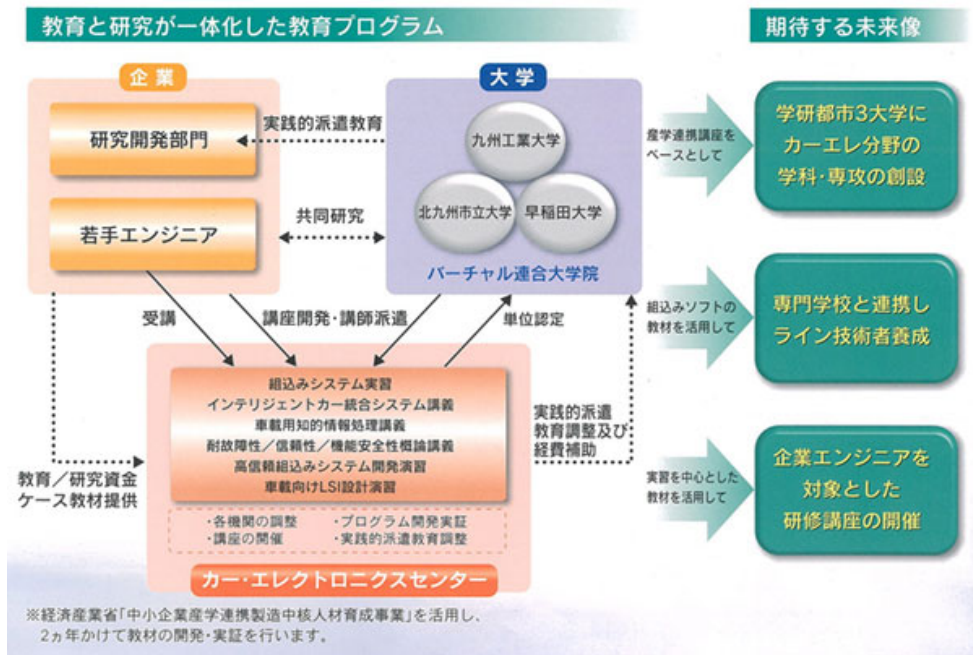 教育と研究が一体化した教育プログラム
期待する未来像
企業
大学
研究開発部門
若手エンジニア
実践的派遣教育
共同研究
九州工業大学
北九州市立大学
早稲田大学
バーチャル連合大学院
受講
講座開発・講師派遣
単位認定
組込みシステム実習
インテリジェントカー統合システム講義
車載用知的情報処理講義
耐故障性／信頼性／機能安全性概論講義
高信頼組込みシステム開発演習
車載向けLSI設計演習
・各機関の調整
・プログラム開発実証
・講座の開催
・実践的派遣教育調整
カー・エレクトロニクスセンター
教育／研究資金
ケース教材提供
実践的派遣
教育調整及び
経費補助
産学連携講座を
ベースとして
学研都市3大学に
カーエレ分野の
学科・専攻の創設
組込みソフトの
教材を活用して
専門学校と連携し
ライン技術者養成
実習を中心とした
教材を活用して
企業エンジニアを
対象とした
研修講座の開催
※経済産業省「中小企業産学連携製造中核人材育成事業」を活用し、
2ヵ年かけて教材の開発・実証を行います。